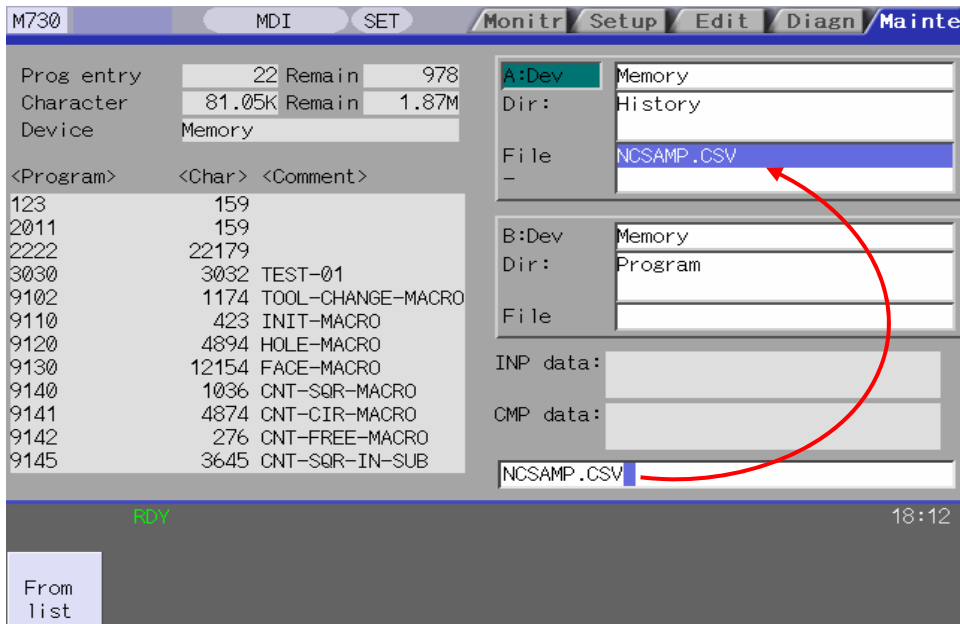 M730 MDI SET Monitr Setup Edit Diagn Mainte
Prog entry 22 Remain 978
Character 81.05K Remain 1.87M
Device Memory
<Program> <Char> <Comment>
123 159
2011 159
2222 22179
3030 3032 TEST-01
9102 1174 TOOL-CHANGE-MACRO
9110 423 INIT-MACRO
9120 4894 HOLE-MACRO
9130 12154 FACE-MACRO
9140 1036 CNT-SQR-MACRO
9141 4874 CNT-CIR-MACRO
9142 276 CNT-FREE-MACRO
9145 3645 CNT-SQR-IN-SUB
A:Dev Memory
Dir: History
File NCSAMP.CSV
–
B:Dev Memory
Dir: Program
File
INP data:
CMP data:
NCSAMP.CSV
RDY 18:12
From
list